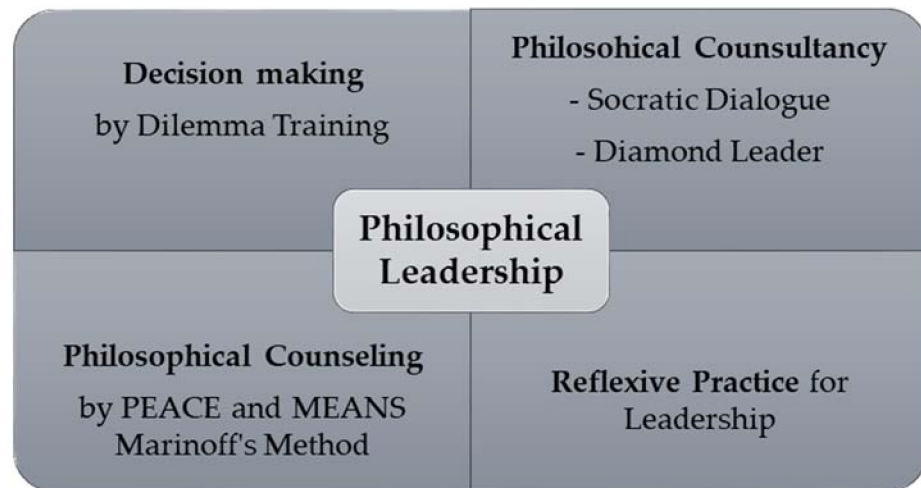 Decision making
by Dilemma Training
Philosohical Counsultancy
- Socratic Dialogue
- Diamond Leader
Philosophical
Leadership
Philosophical Counseling
by PEACE and MEANS
Marinoff's Method
Reflexive Practice for
Leadership